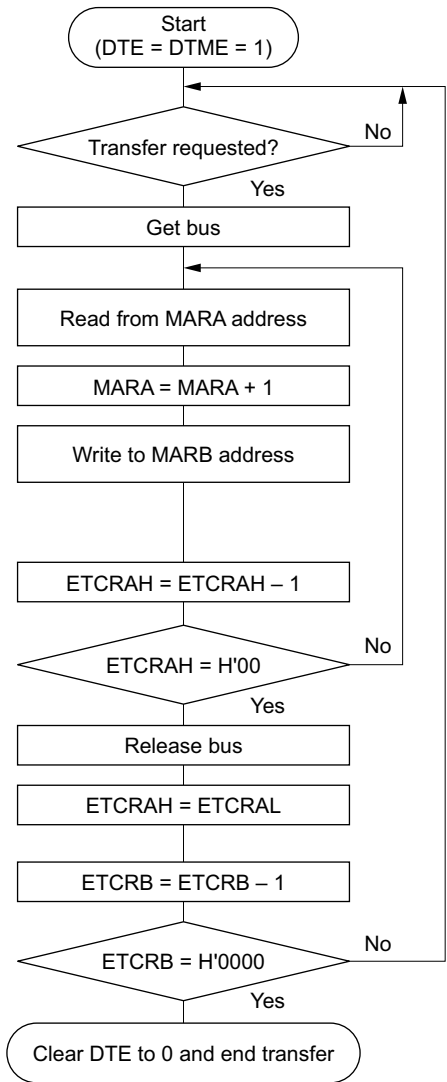 Start
(DTE = DTME = 1)
Transfer requested?
No
Yes
Get bus
Read from MARA address
MARA = MARA + 1
Write to MARB address
ETCRAH = ETCRAH – 1
ETCRAH = H'00
No
Yes
Release bus
ETCRAH = ETCRAL
ETCRB = ETCRB – 1
ETCRB = H'0000
No
Yes
Clear DTE to 0 and end transfer